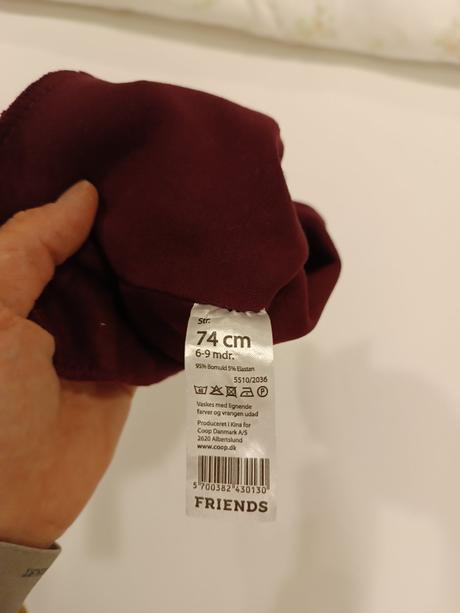 Str.
74 cm
6-9 mdr.
95% Bomuld 5% Elastan
5510/2036
Vaskes med lignende
farver og vrangen udad
Produceret i Kina for
Coop Danmark A/S
2620 Albertslund
www.coop.dk
5 700382 430130
FRIENDS